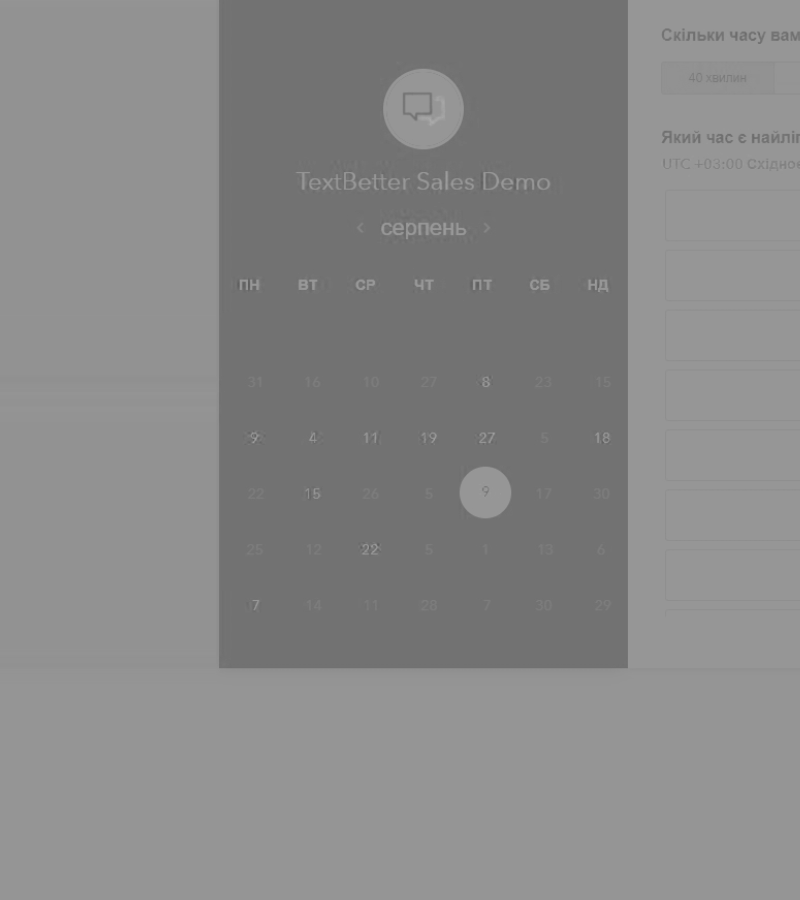 TextBetter Sales Demo
серпень
ПН ВТ СР ЧТ ПТ СБ НД
31 16 10 27 8 23 15
9 4 11 19 27 5 18
22 15 26 5 9 17 30
25 12 22 5 1 13 6
7 14 11 28 7 30 29
Скільки часу вам
40 хвилин
Який час є найліп
UTC +03:00 Східноє